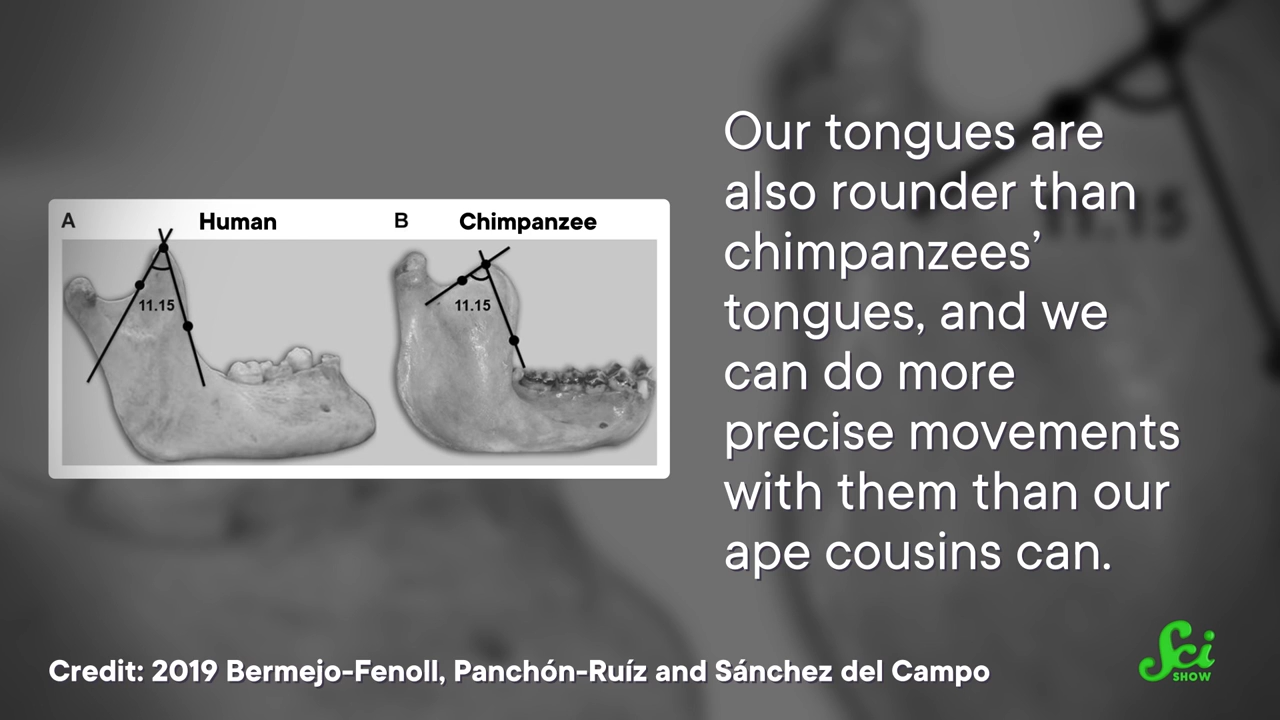 A Human B Chimpanzee
11.15 11.15
Our tongues are
also rounder than
chimpanzees’
tongues, and we
can do more
precise movements
with them than our
ape cousins can.
Credit: 2019 Bermejo-Fenoll, Panchón-Ruíz and Sánchez del Campo
Sci
SHOW